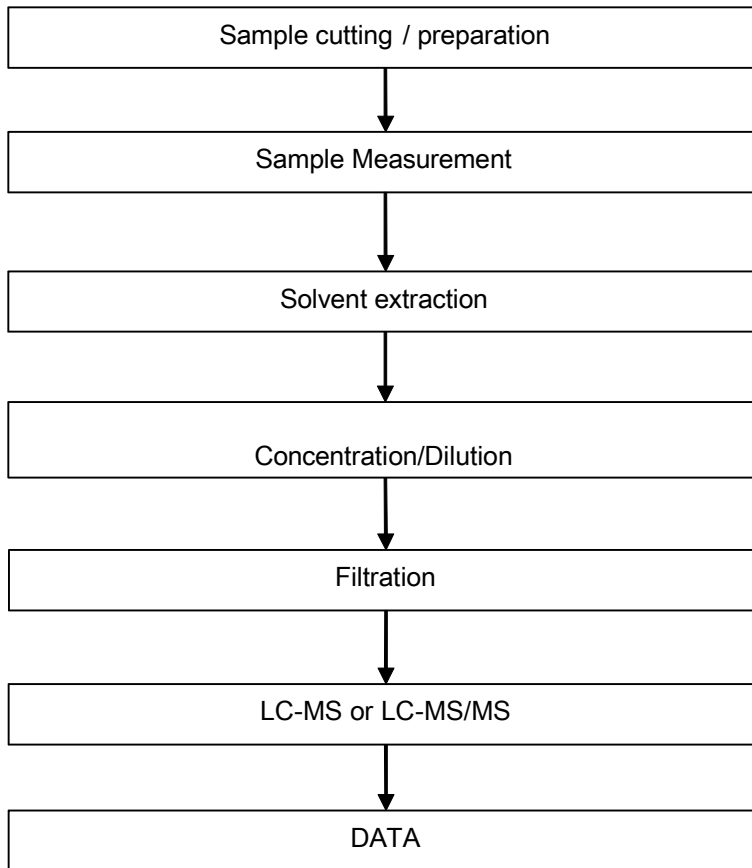 Sample cutting / preparation
Sample Measurement
Solvent extraction
Concentration/Dilution
Filtration
LC-MS or LC-MS/MS
DATA